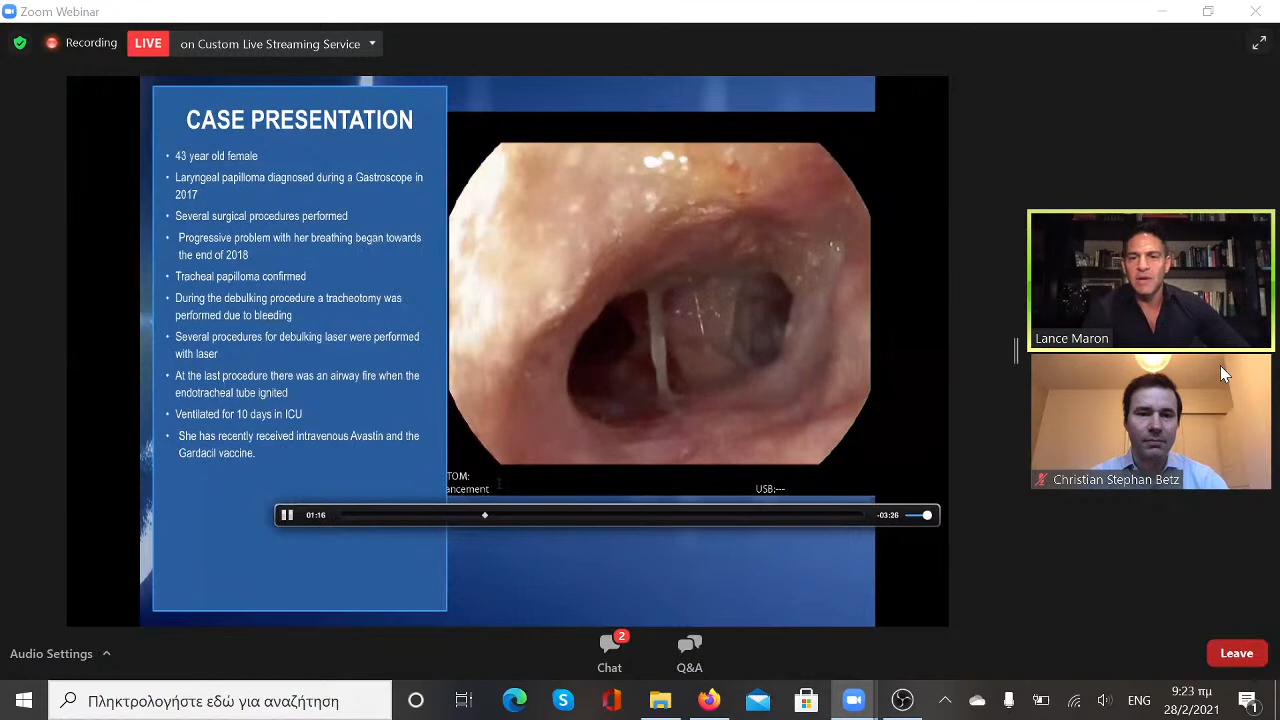 Zoom Webinar
Recording
LIVE
on Custom Live Streaming Service
CASE PRESENTATION
• 43 year old female
• Laryngeal papilloma diagnosed during a Gastroscope in
2017
• Several surgical procedures performed
• Progressive problem with her breathing began towards
the end of 2018
• Tracheal papilloma confirmed
• During the debulking procedure a tracheotomy was
performed due to bleeding
• Several procedures for debulking laser were performed
with laser
• At the last procedure there was an airway fire when the
endotracheal tube ignited
• Ventilated for 10 days in ICU
• She has recently received intravenous Avastin and the
Gardacil vaccine.
TOM:
ancement
USB:---
01:16
-03:26
Lance Maron
Christian Stephan Betz
Audio Settings
2
Chat
Q&A
Leave
Πληκτρολογήστε εδώ για αναζήτηση
ENG
9:23 πμ
28/2/2021
1